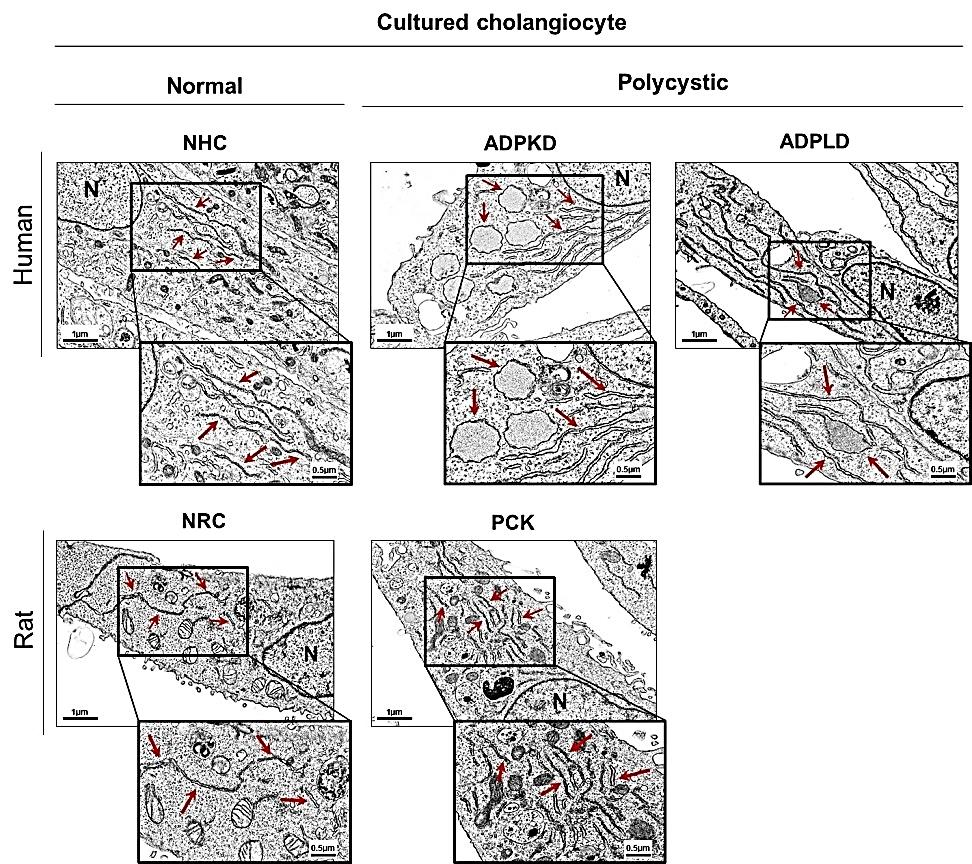 Cultured cholangiocyte
Normal
Polycystic
NHC
ADPKD
ADPLD
Human
N
N
N
1µm
1µm
1µm
0.5µm
0.5µm
0.5µm
NRC
PCK
Rat
N
N
1µm
1µm
0.5µm
0.5µm